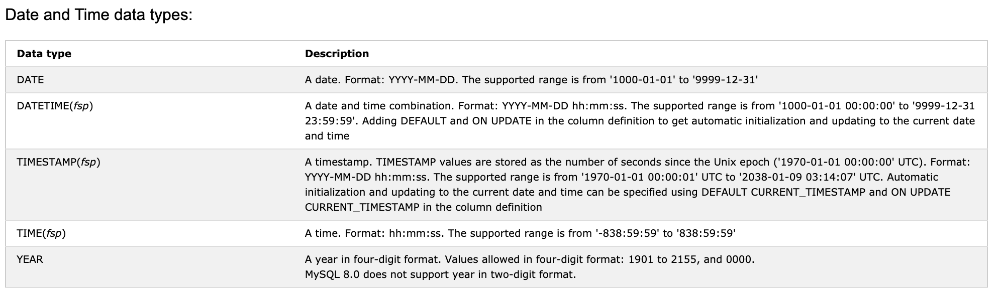 Date and Time data types:
Data type Description
DATE A date. Format: YYYY-MM-DD. The supported range is from '1000-01-01' to '9999-12-31'
DATETIME(fsp) A date and time combination. Format: YYYY-MM-DD hh:mm:ss. The supported range is from '1000-01-01 00:00:00' to '9999-12-31
23:59:59'. Adding DEFAULT and ON UPDATE in the column definition to get automatic initialization and updating to the current date
and time
TIMESTAMP(fsp) A timestamp. TIMESTAMP values are stored as the number of seconds since the Unix epoch ('1970-01-01 00:00:00' UTC). Format:
YYYY-MM-DD hh:mm:ss. The supported range is from '1970-01-01 00:00:01' UTC to '2038-01-09 03:14:07' UTC. Automatic
initialization and updating to the current date and time can be specified using DEFAULT CURRENT_TIMESTAMP and ON UPDATE
CURRENT_TIMESTAMP in the column definition
TIME(fsp) A time. Format: hh:mm:ss. The supported range is from '-838:59:59' to '838:59:59'
YEAR A year in four-digit format. Values allowed in four-digit format: 1901 to 2155, and 0000.
MySQL 8.0 does not support year in two-digit format.